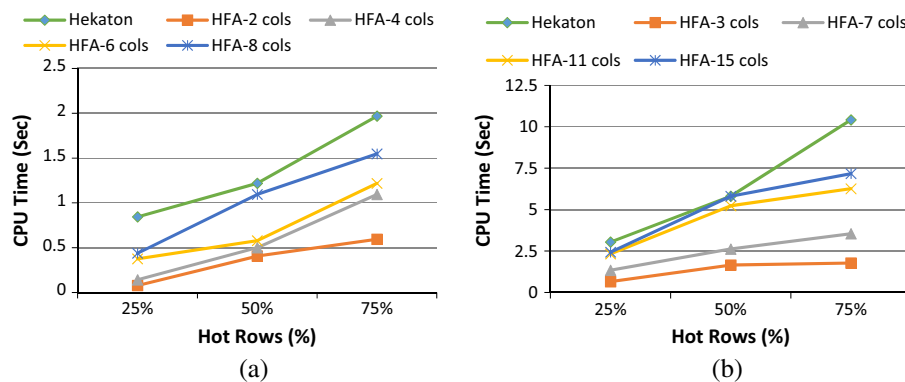 Hekaton HFA-2 cols HFA-4 cols
HFA-6 cols HFA-8 cols
2.5
2
1.5
1
0.5
0
CPU Time (Sec)
25% 50% 75%
Hot Rows (%)
(a)
Hekaton HFA-3 cols HFA-7 cols
HFA-11 cols HFA-15 cols
12.5
10
7.5
5
2.5
0
CPU Time (Sec)
25% 50% 75%
Hot Rows (%)
(b)